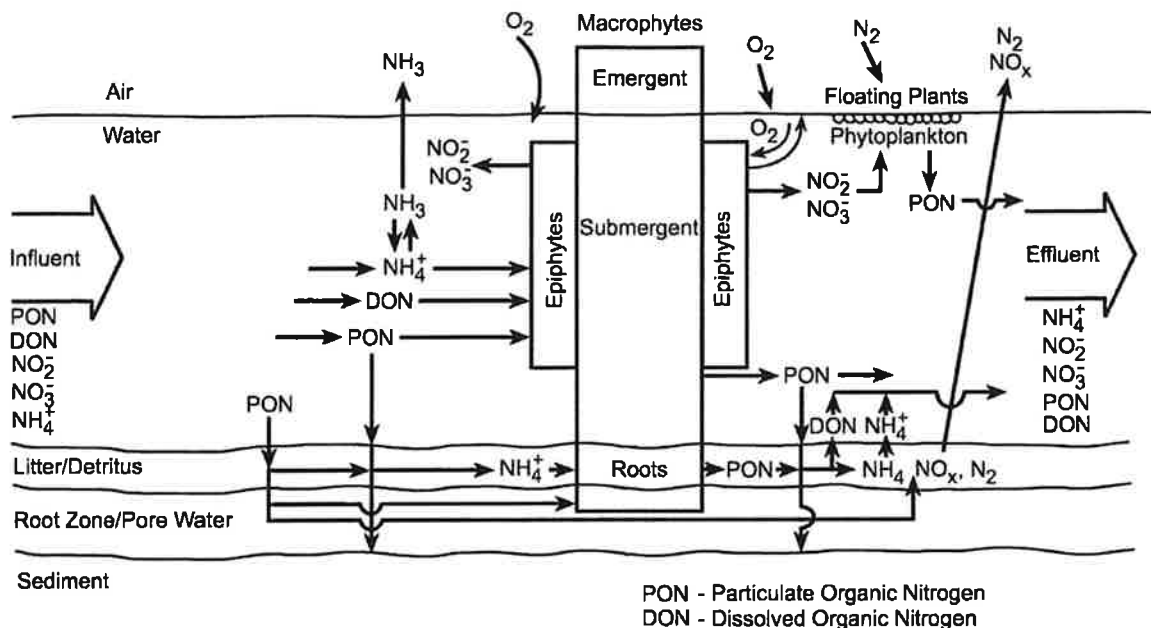 Macrophytes
O₂
NH₃
Emergent
O₂
N₂
N₂
NOₓ
Air
Water
Floating Plants
Phytoplankton
O₂
NO₂⁻
NO₃⁻
NH₃
NH₄⁺
DON
PON
Epiphytes
Submergent
Epiphytes
NO₂⁻
NO₃⁻
PON
Influent
PON
DON
NO₂⁻
NO₃⁻
NH₄⁺
Effluent
NH₄⁺
NO₂⁻
NO₃⁻
PON
DON
PON
PON
DON
NH₄⁺
Litter/Detritus
NH₄⁺
Roots
PON
NH₄
NOₓ, N₂
Root Zone/Pore Water
Sediment
PON - Particulate Organic Nitrogen
DON - Dissolved Organic Nitrogen